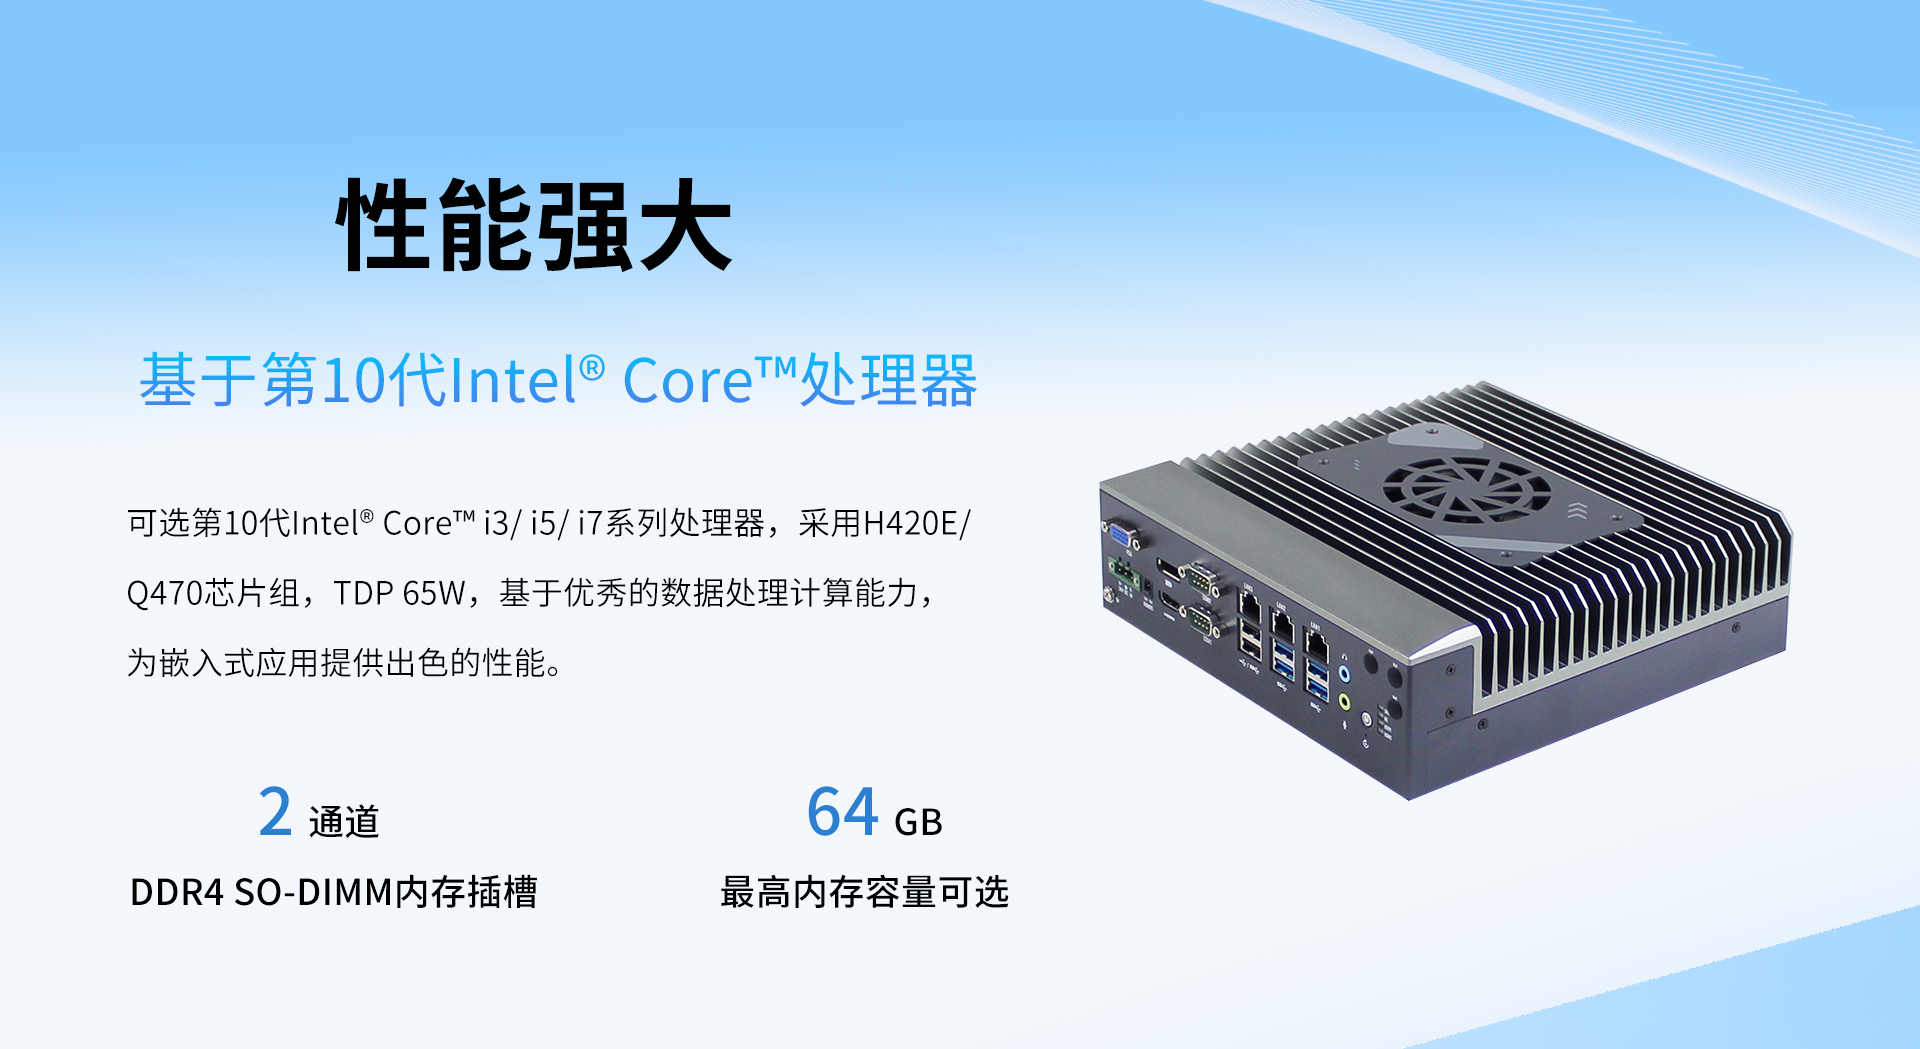 性能强大
基于第10代Intel® Core™处理器
可选第10代Intel® Core™ i3/ i5/ i7系列处理器，采用H420E/
Q470芯片组，TDP 65W，基于优秀的数据处理计算能力，
为嵌入式应用提供出色的性能。
2 通道
DDR4 SO-DIMM内存插槽
64 GB
最高内存容量可选